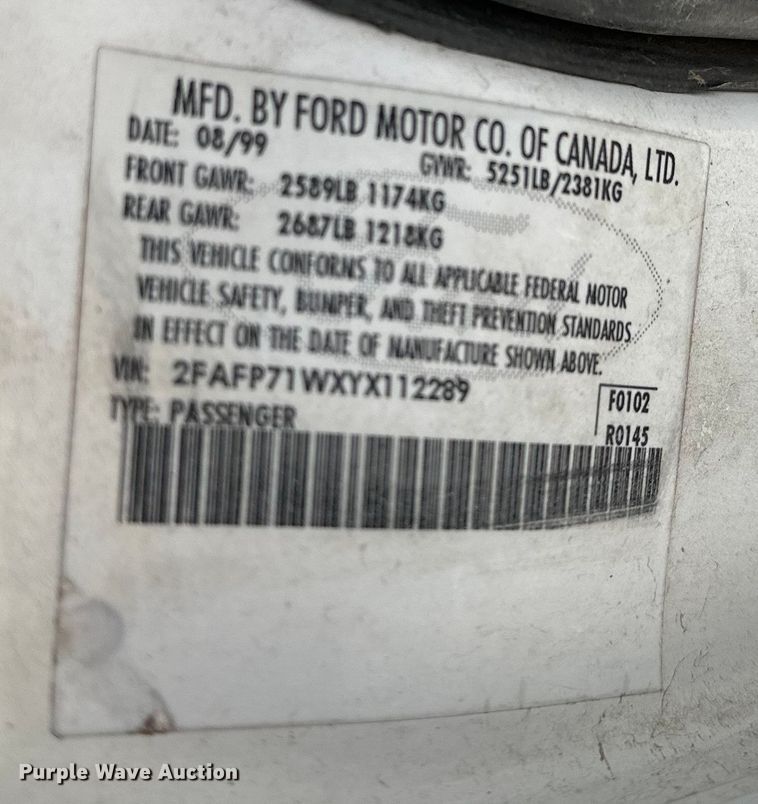 MFD. BY FORD MOTOR CO. OF CANADA, LTD.
DATE: 08/99 GVWR: 5251LB/2381KG
FRONT GAWR: 2589LB 1174KG
REAR GAWR: 2687LB 1218KG
THIS VEHICLE CONFORMS TO ALL APPLICABLE FEDERAL MOTOR
VEHICLE SAFETY, BUMPER, AND THEFT PREVENTION STANDARDS
IN EFFECT ON THE DATE OF MANUFACTURE SHOWN ABOVE.
VIN: 2FAFP71WXYX112289
F0102
TYPE: PASSENGER
R0145
Purple Wave Auction